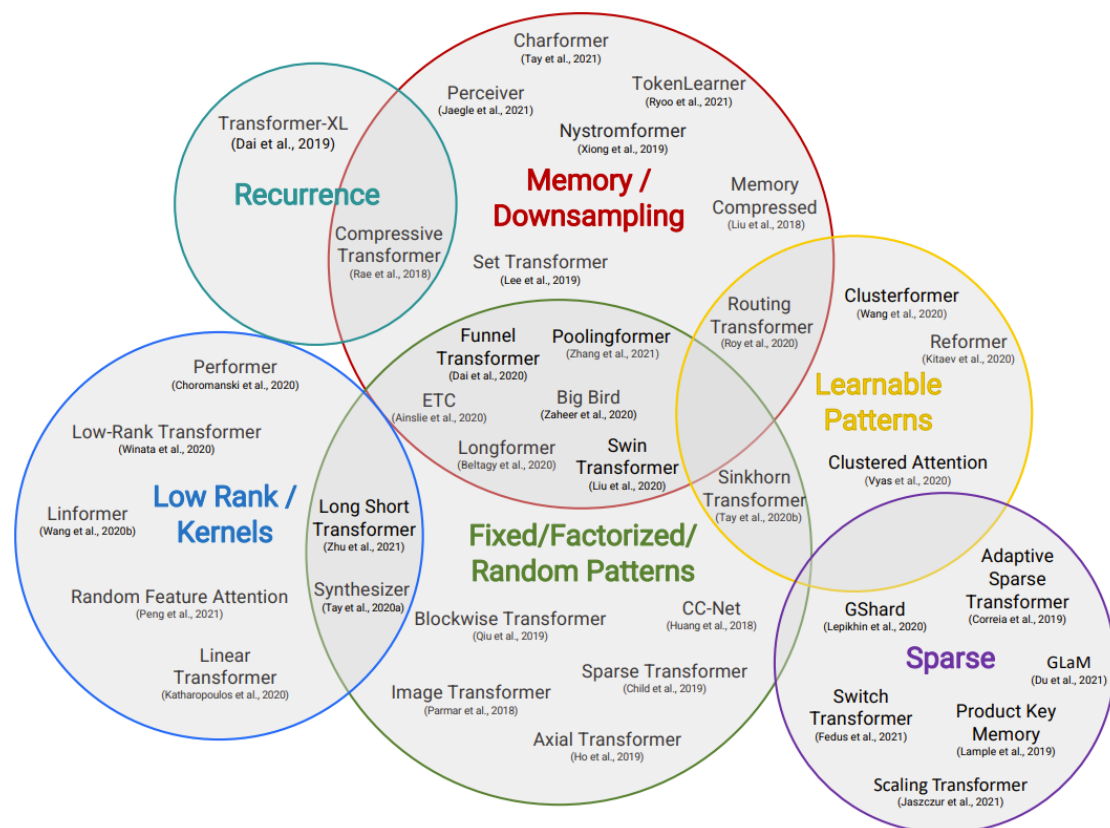 Charformer
(Tay et al., 2021)
TokenLearner
(Ryoo et al., 2021)
Perceiver
(Jaegle et al., 2021)
Transformer-XL
(Dai et al., 2019)
Nystromformer
(Xiong et al., 2019)
Recurrence
Memory /
Downsampling
Memory
Compressed
(Liu et al., 2018)
Compressive
Transformer
(Rae et al., 2018)
Set Transformer
(Lee et al., 2019)
Routing
Transformer
(Roy et al., 2020)
Clusterformer
(Wang et al., 2020)
Reformer
(Kitaev et al., 2020)
Funnel
Transformer
(Dai et al., 2020)
Poolingformer
(Zhang et al., 2021)
Performer
(Choromanski et al., 2020)
Learnable
Patterns
ETC
(Ainslie et al., 2020)
Big Bird
(Zaheer et al., 2020)
Low-Rank Transformer
(Winata et al., 2020)
Longformer
(Beltagy et al., 2020)
Swin
Transformer
(Liu et al., 2020)
Sinkhorn
Transformer
(Tay et al., 2020b)
Clustered Attention
(Vyas et al., 2020)
Low Rank /
Kernels
Linformer
(Wang et al., 2020b)
Long Short
Transformer
(Zhu et al., 2021)
Fixed/Factorized/
Random Patterns
Adaptive
Sparse
Transformer
(Correia et al., 2019)
Random Feature Attention
(Peng et al., 2021)
Synthesizer
(Tay et al., 2020a)
Blockwise Transformer
(Qiu et al., 2019)
CC-Net
(Huang et al., 2018)
GShard
(Lepikhin et al., 2020)
Sparse
GLaM
(Du et al., 2021)
Linear
Transformer
(Katharopoulos et al., 2020)
Sparse Transformer
(Child et al., 2019)
Image Transformer
(Parmar et al., 2018)
Switch
Transformer
(Fedus et al., 2021)
Product Key
Memory
(Lample et al., 2019)
Axial Transformer
(Ho et al., 2019)
Scaling Transformer
(Jaszczur et al., 2021)